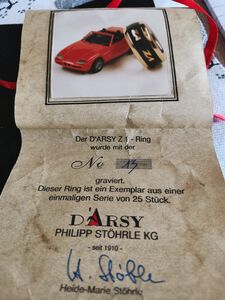 Der D'ARSY Z 1 - Ring
wurde mit der
No 13
graviert.
Dieser Ring ist ein Exemplar aus einer
einmaligen Serie von 25 Stück.
D'ARSY
PHILIPP STÖHRLE KG
- seit 1910 -
H. Stöhrle
Heide-Marie Stöhrle